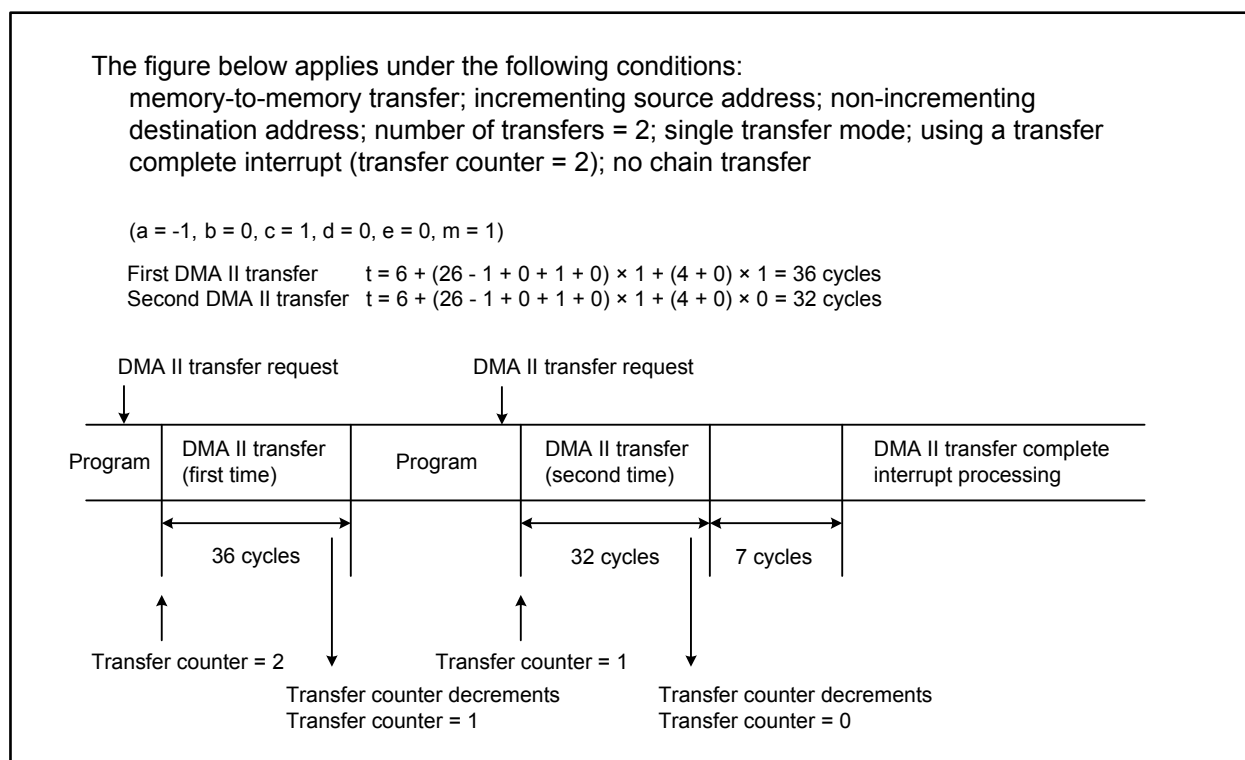 The figure below applies under the following conditions:
memory-to-memory transfer; incrementing source address; non-incrementing
destination address; number of transfers = 2; single transfer mode; using a transfer
complete interrupt (transfer counter = 2); no chain transfer
(a = -1, b = 0, c = 1, d = 0, e = 0, m = 1)
First DMA II transfer t = 6 + (26 - 1 + 0 + 1 + 0) × 1 + (4 + 0) × 1 = 36 cycles
Second DMA II transfer t = 6 + (26 - 1 + 0 + 1 + 0) × 1 + (4 + 0) × 0 = 32 cycles
DMA II transfer request
DMA II transfer request
Program
DMA II transfer
(first time)
Program
DMA II transfer
(second time)
DMA II transfer complete
interrupt processing
36 cycles
32 cycles
7 cycles
Transfer counter = 2
Transfer counter = 1
Transfer counter decrements
Transfer counter = 1
Transfer counter decrements
Transfer counter = 0